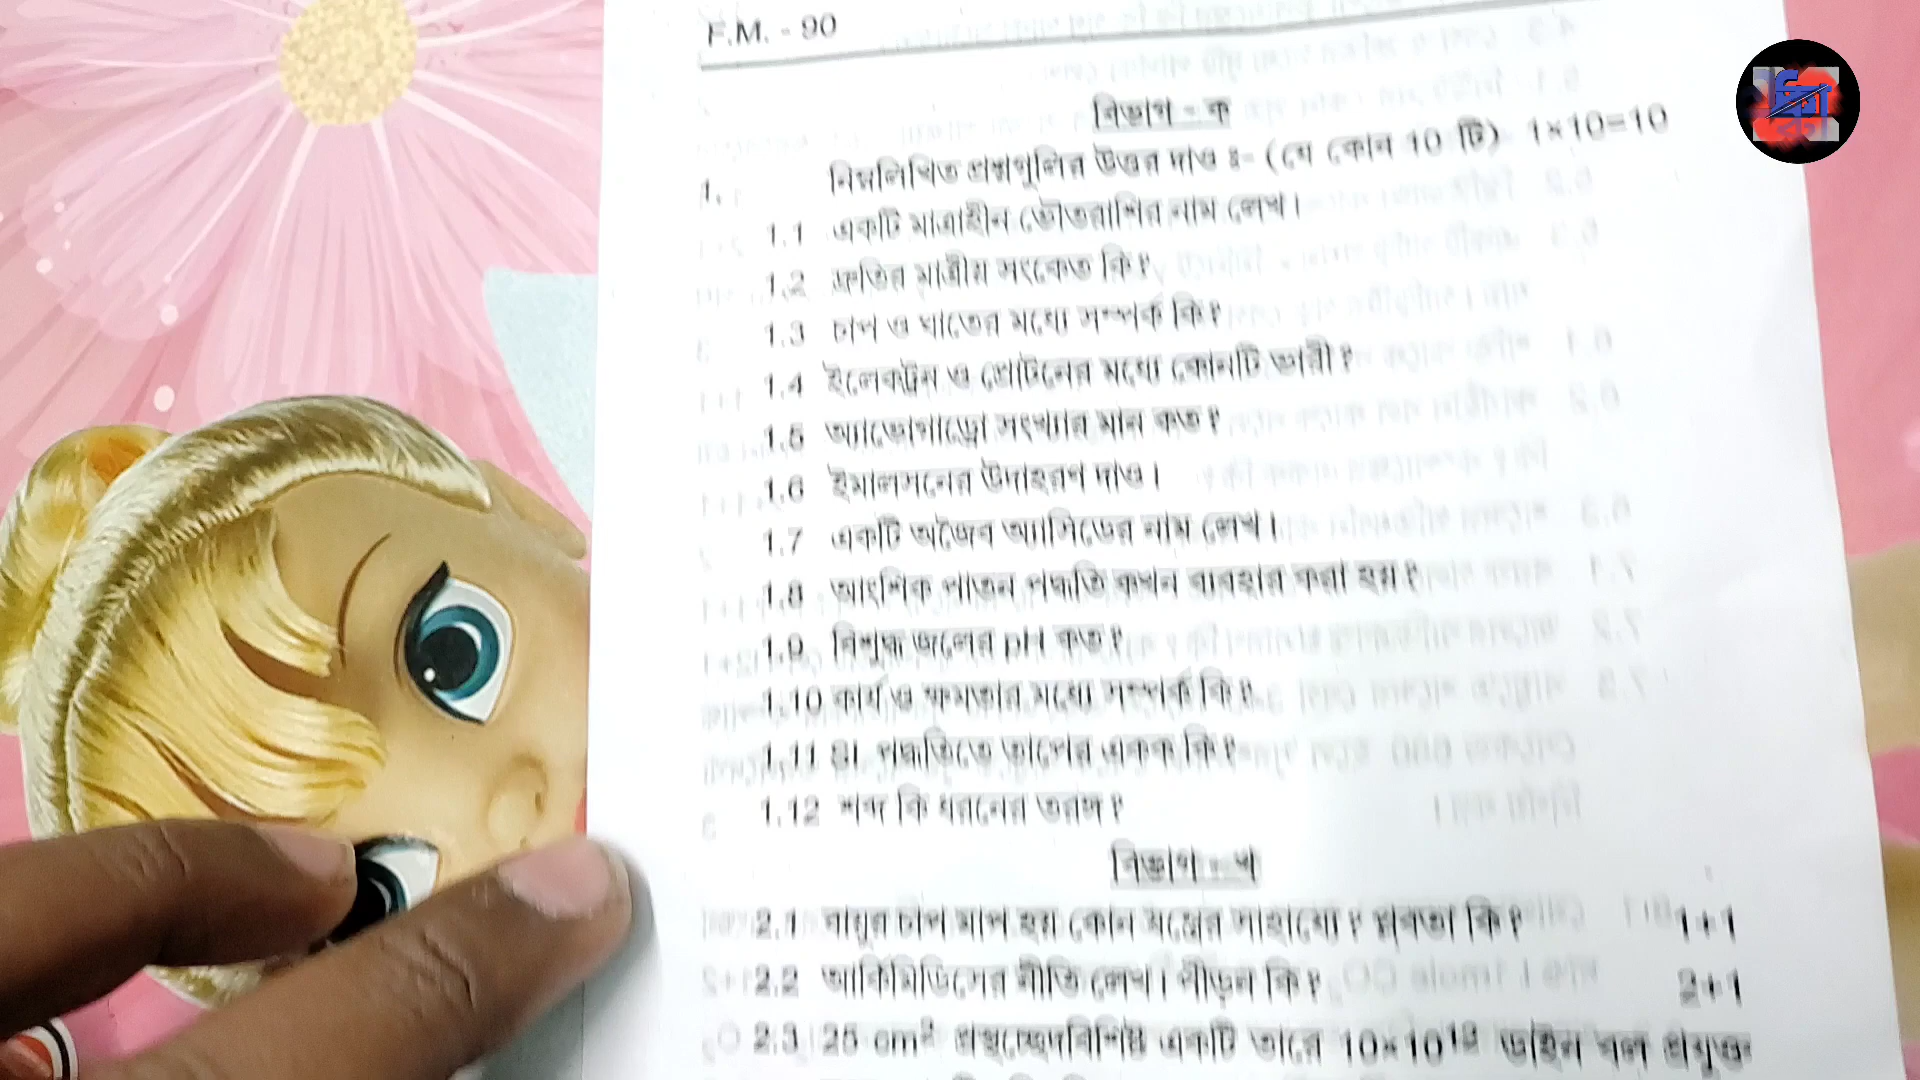 F.M. - 90
বিভাগ - ক
1. নিম্নলিখিত প্রশ্নগুলির উত্তর দাও ঃ- (যে কোন 10 টি) 1×10=10
1.1 একটি মাত্রাহীন ভৌতরাশির নাম লেখ।
1.2 দ্রুতির মাত্রীয় সংকেত কি?
1.3 চাপ ও ঘাতের মধ্যে সম্পর্ক কি?
1.4 ইলেকট্রন ও প্রোটনের মধ্যে কোনটি ভারী?
1.5 অ্যাভোগাড্রো সংখ্যার মান কত?
1.6 ইমালসনের উদাহরণ দাও।
1.7 একটি অজৈব অ্যাসিডের নাম লেখ।
1.8 আংশিক পাতন পদ্ধতি কখন ব্যবহার করা হয়?
1.9 বিশুদ্ধ জলের pH কত?
1.10 কার্য ও ক্ষমতার মধ্যে সম্পর্ক কি?
1.11 SI পদ্ধতিতে তাপের একক কি?
1.12 শব্দ কি ধরনের তরঙ্গ?
বিভাগ - খ
2.1 বায়ুর চাপ মাপ হয় কোন যন্ত্রের সাহায্যে? প্লবতা কি? 1+1
2.2 আর্কিমিডিসের নীতি লেখ। পীড়ন কি? 2+1
2.3 25 cm² প্রস্থচ্ছেদবিশিষ্ট একটি তারে 10×10¹² ডাইন বল প্রযুক্ত